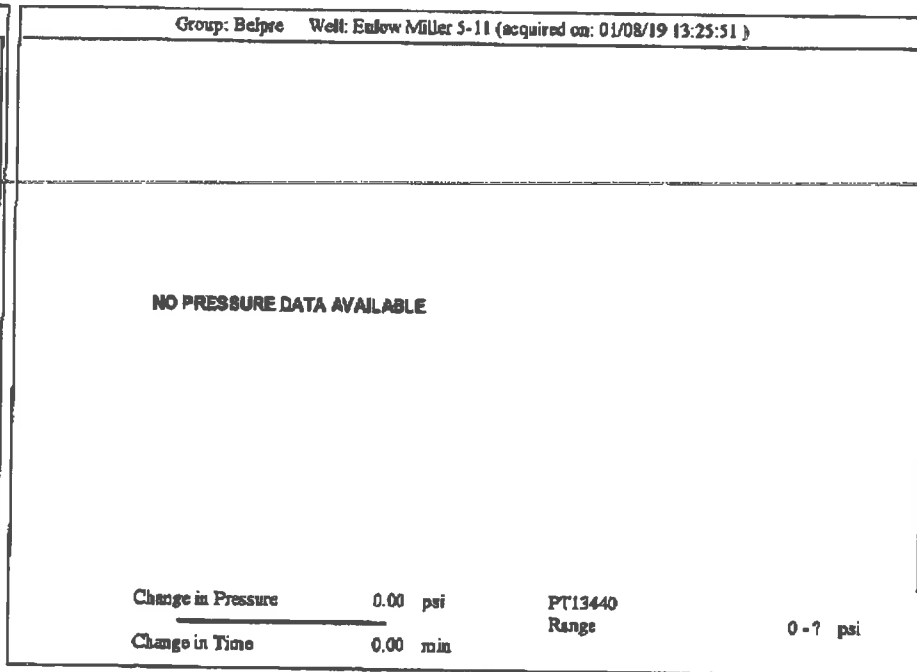 Group: Belpre Well: Enlow Miller 5-11 (acquired on: 01/08/19 13:25:51 )
NO PRESSURE DATA AVAILABLE
Change in Pressure 0.00 psi PT13440
Range 0 - ? psi
Change in Time 0.00 min